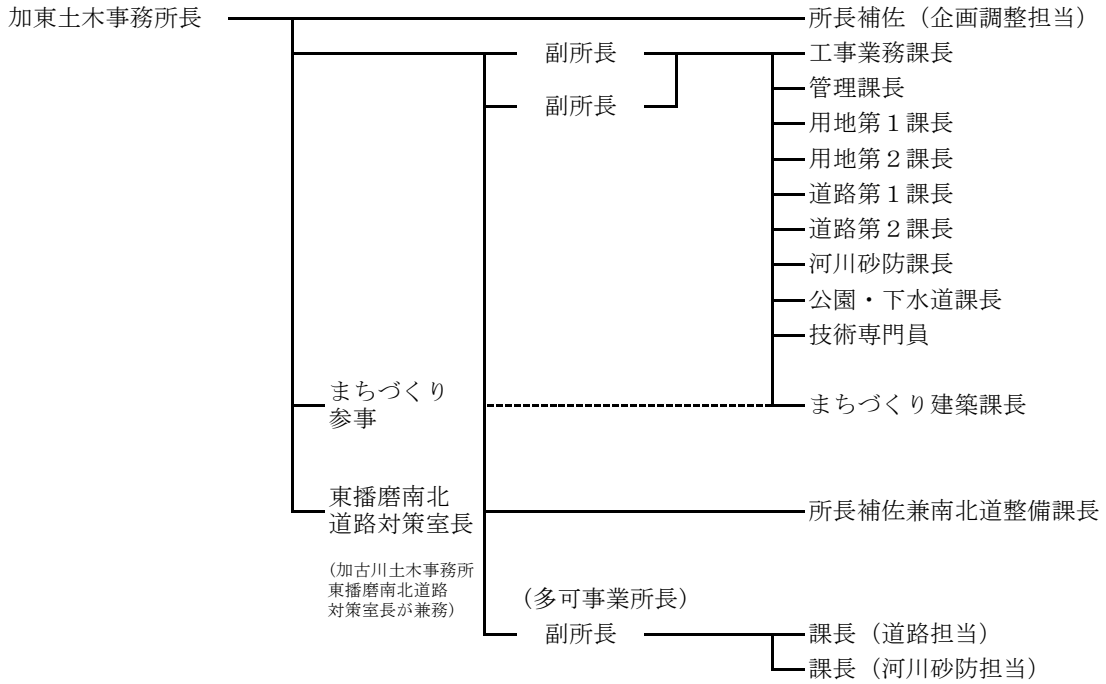 加東土木事務所長
所長補佐（企画調整担当）
副所長
工事業務課長
管理課長
副所長
用地第１課長
用地第２課長
道路第１課長
道路第２課長
河川砂防課長
公園・下水道課長
技術専門員
まちづくり
参事
まちづくり建築課長
東播磨南北
道路対策室長
所長補佐兼南北道整備課長
(加古川土木事務所
東播磨南北道路
対策室長が兼務)
（多可事業所長）
副所長
課長（道路担当）
課長（河川砂防担当）